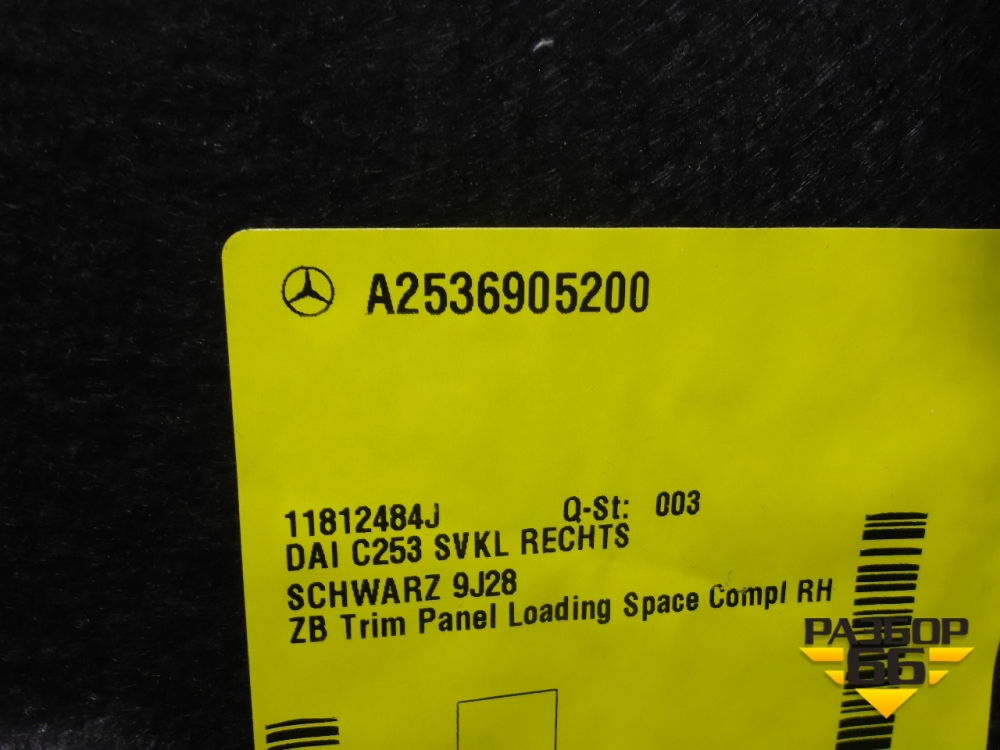 A2536905200
11812484J Q-St: 003
DAI C253 SVKL RECHTS
SCHWARZ 9J28
ZB Trim Panel Loading Space Compl RH
РАЗБОР
66